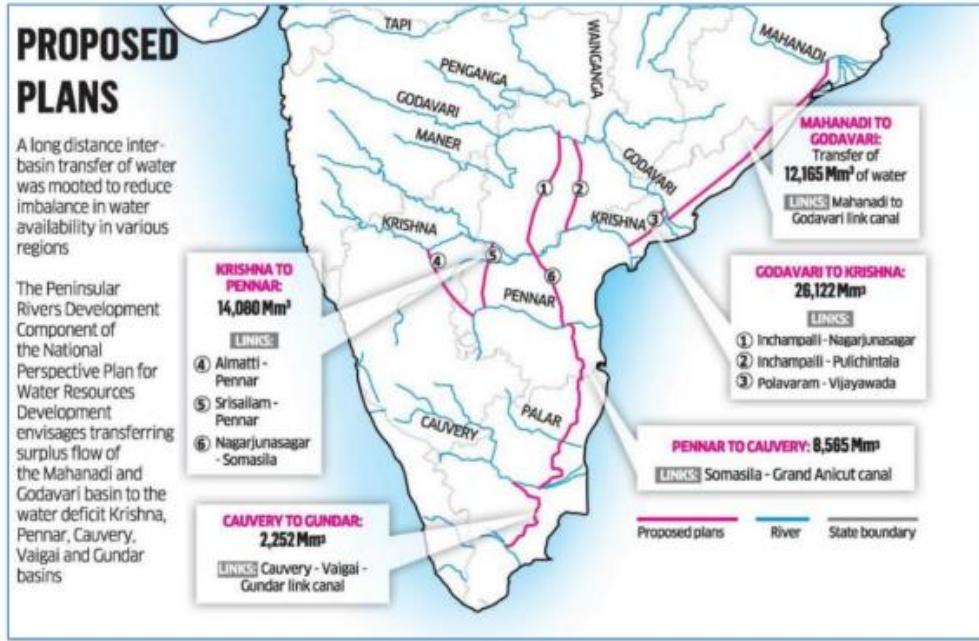 PROPOSED
PLANS
A long distance inter-
basin transfer of water
was mooted to reduce
imbalance in water
availability in various
regions
The Peninsular
Rivers Development
Component of
the National
Perspective Plan for
Water Resources
Development
envisages transferring
surplus flow of
the Mahanadi and
Godavari basin to the
water deficit Krishna,
Pennar, Cauvery,
Vaigai and Gundar
basins
TAPI
WAINGANGA
MAHANADI
PENGANGA
GODAVARI
MANER
GODAVARI
KRISHNA
KRISHNA
PENNAR
PALAR
CAUVERY
1
2
3
4
5
6
MAHANADI TO
GODAVARI:
Transfer of
12,165 Mm³ of water
LINKS: Mahanadi to
Godavari link canal
GODAVARI TO KRISHNA:
26,122 Mm³
LINKS:
① Inchampalli - Nagarjunasagar
② Inchampalli - Pulichintala
③ Polavaram - Vijayawada
KRISHNA TO
PENNAR:
14,080 Mm³
LINKS:
④ Almatti -
Pennar
⑤ Srisailam -
Pennar
⑥ Nagarjunasagar
- Somasila
PENNAR TO CAUVERY: 8,565 Mm³
LINKS: Somasila - Grand Anicut canal
CAUVERY TO GUNDAR:
2,252 Mm³
LINKS: Cauvery - Vaigai -
Gundar link canal
Proposed plans
River
State boundary